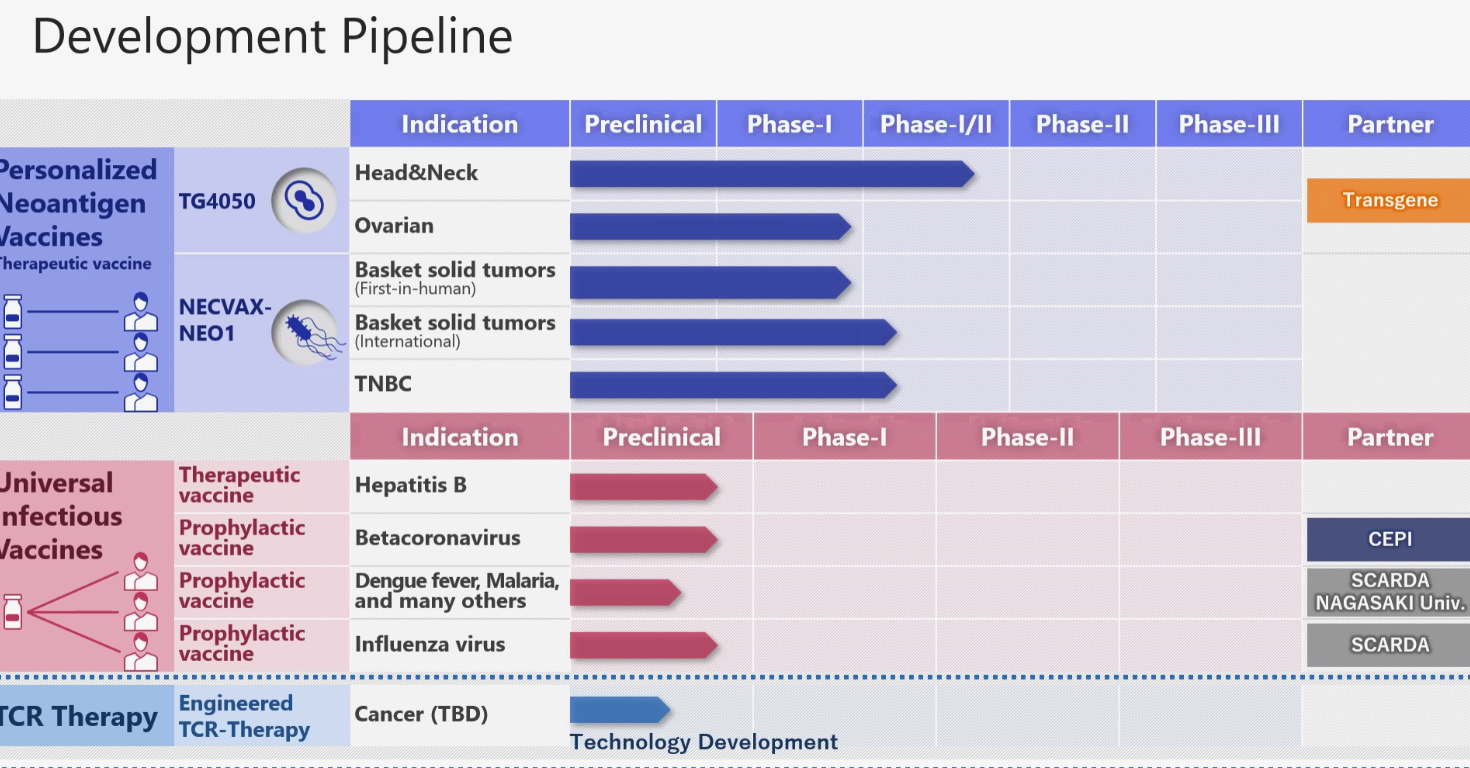 Development Pipeline
Indication Preclinical Phase-I Phase-I/II Phase-II Phase-III Partner
Personalized
Neoantigen
Vaccines
Therapeutic vaccine
TG4050
Head&Neck
Ovarian
Transgene
NECVAX-
NEO1
Basket solid tumors
(First-in-human)
Basket solid tumors
(International)
TNBC
Indication Preclinical Phase-I Phase-II Phase-III Partner
Universal
Infectious
Vaccines
Therapeutic
vaccine
Hepatitis B
Prophylactic
vaccine
Betacoronavirus
CEPI
Prophylactic
vaccine
Dengue fever, Malaria,
and many others
SCARDA
NAGASAKI Univ.
Prophylactic
vaccine
Influenza virus
SCARDA
TCR Therapy
Engineered
TCR-Therapy
Cancer (TBD)
Technology Development